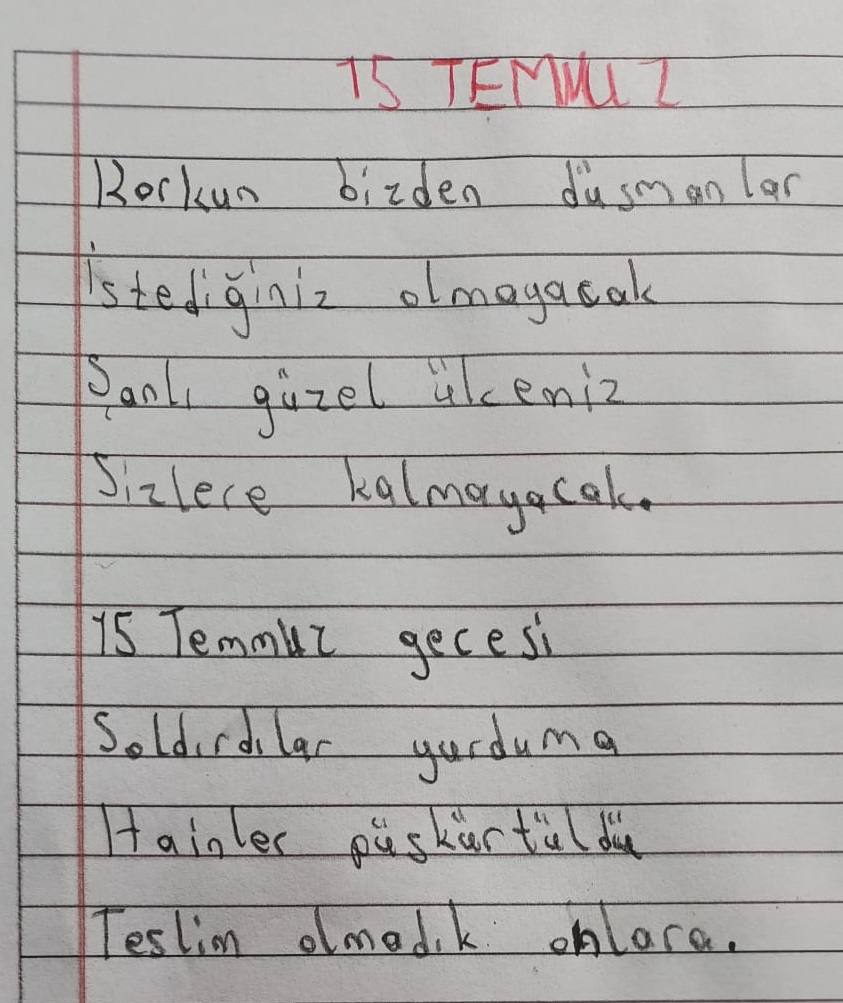 15 TEMMUZ
Korkun bizden düşmanlar
İstediğiniz olmayacak
Şanlı güzel ülkemiz
Sizlere kalmayacak.
15 Temmuz gecesi
Saldırdılar yurduma
Hainler püskürtüldü
Teslim olmadık onlara.